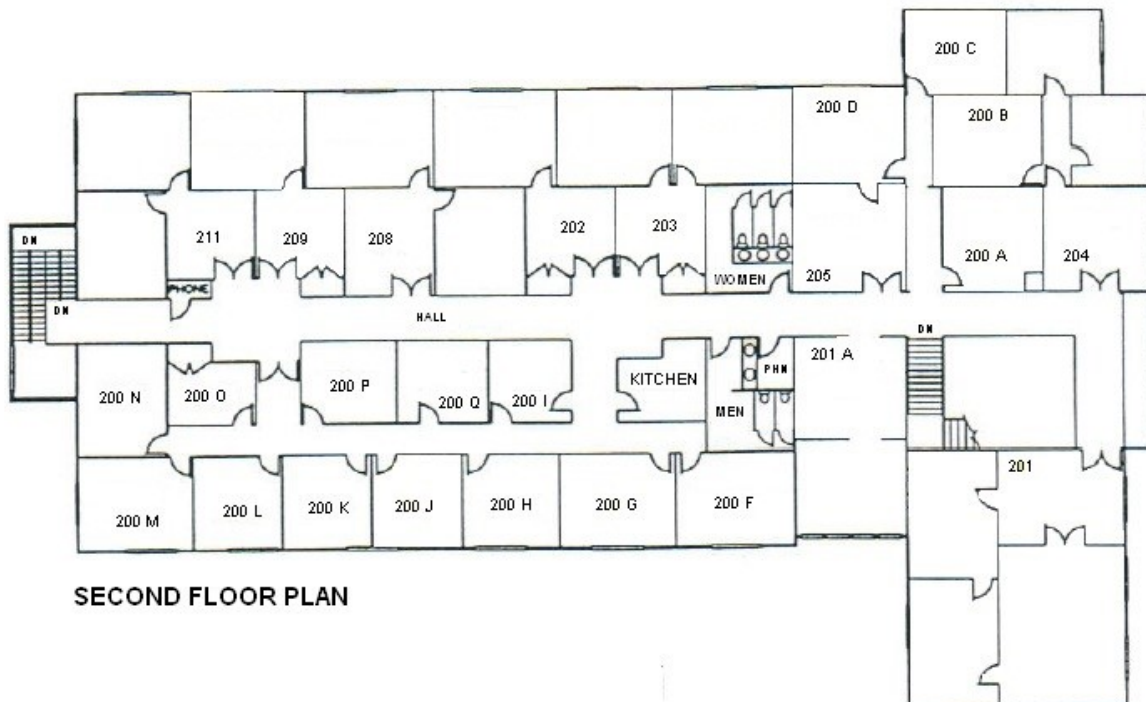 200 C
200 D
200 B
211
209
208
202
203
200 A
204
205
DN
PHONE
WOMEN
DN
HALL
DN
200 N
200 O
200 P
200 Q
200 I
KITCHEN
MEN
PHN
201 A
201
200 M
200 L
200 K
200 J
200 H
200 G
200 F
SECOND FLOOR PLAN